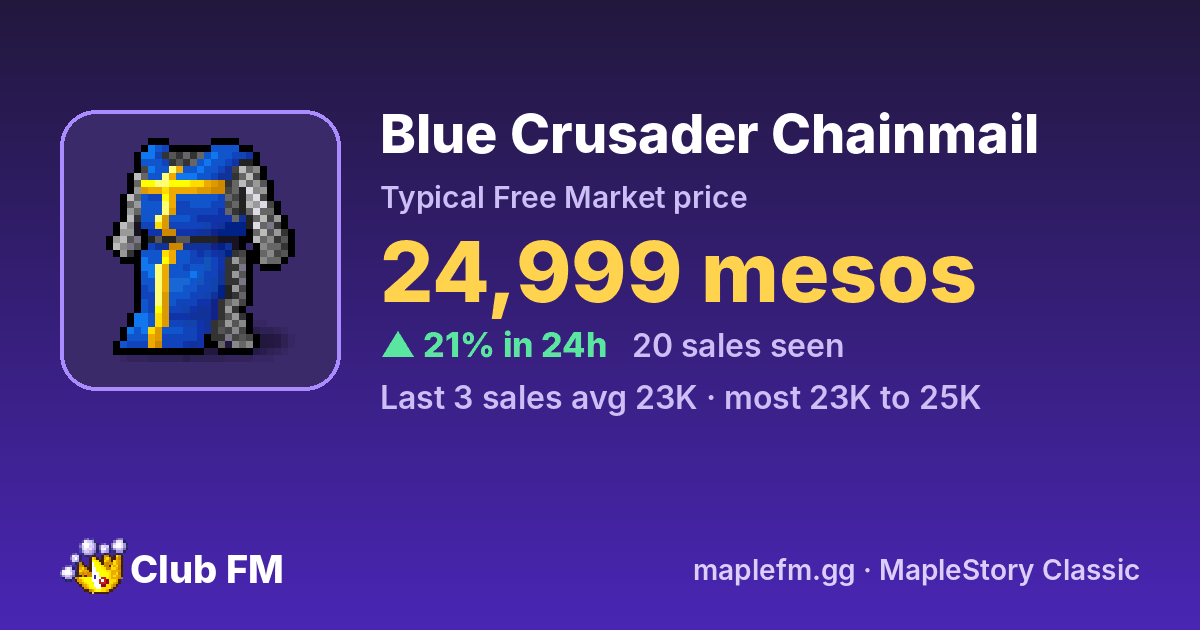 Blue Crusader Chainmail
Typical Free Market price
24,999 mesos
▲ 21% in 24h 20 sales seen
Last 3 sales avg 23K · most 23K to 25K
Club FM
maplefm.gg · MapleStory Classic